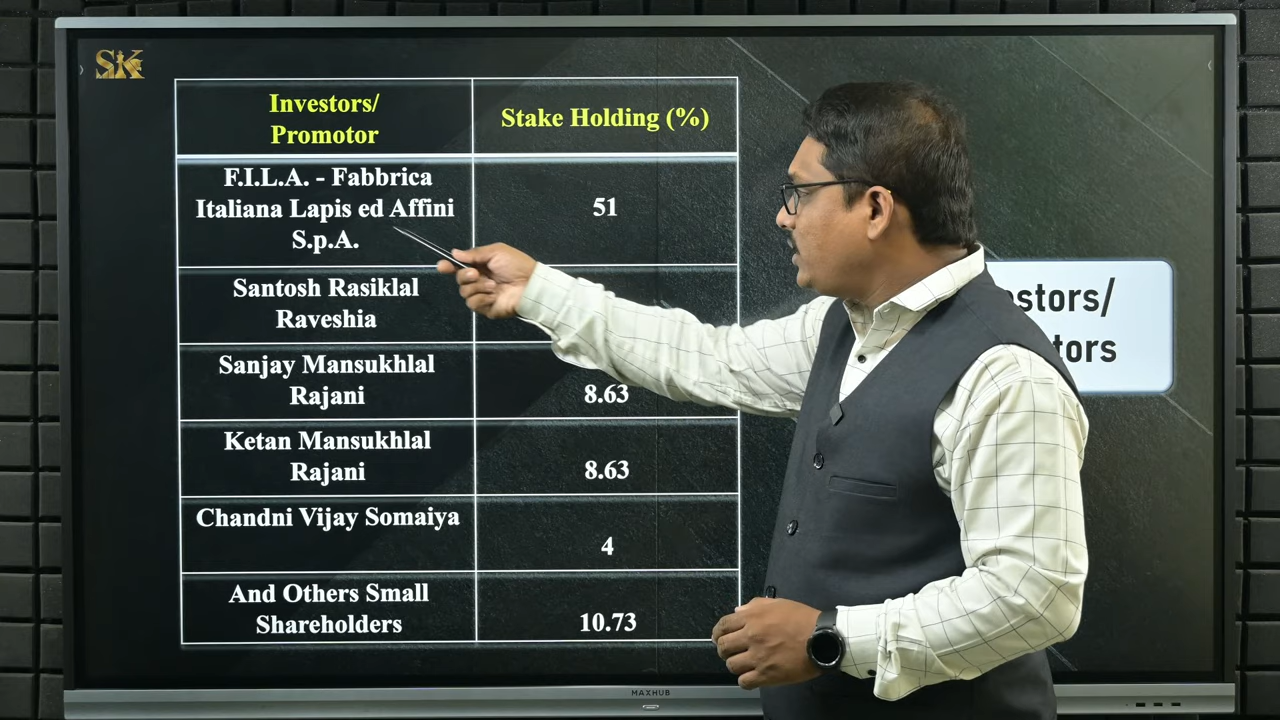 SK
Investors/
Promotor
Stake Holding (%)
F.I.L.A. - Fabbrica
Italiana Lapis ed Affini
S.p.A.
51
Santosh Rasiklal
Raveshia
Sanjay Mansukhlal
Rajani
8.63
Ketan Mansukhlal
Rajani
8.63
Chandni Vijay Somaiya
4
And Others Small
Shareholders
10.73
estors/
tors
MAXHUB